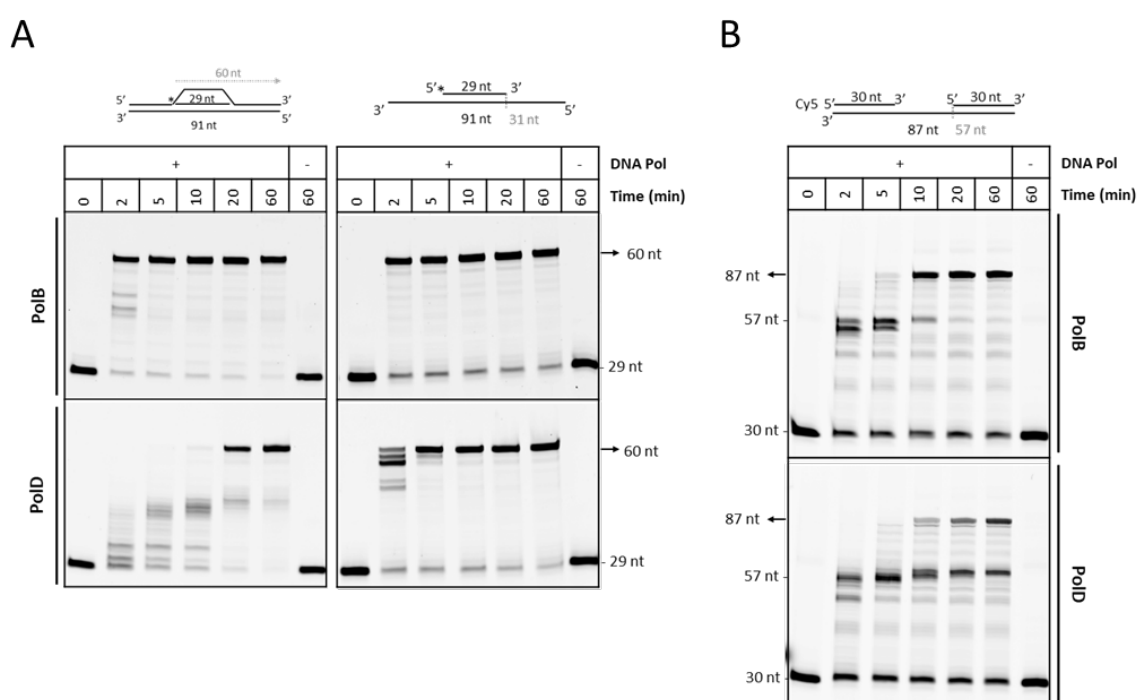 A
B
60 nt
5' * 29 nt 3'
3' 91 nt 5'
5'* 29 nt 3'
3' 91 nt 31 nt 5'
Cy5 5' 30 nt 3' 5' 30 nt 3'
3' 87 nt 57 nt
+ - + - DNA Pol
0 2 5 10 20 60 60 0 2 5 10 20 60 60 Time (min)
PolB
60 nt
29 nt
PolD
60 nt
29 nt
+ - DNA Pol
0 2 5 10 20 60 60 Time (min)
87 nt
57 nt
30 nt
PolB
87 nt
57 nt
30 nt
PolD